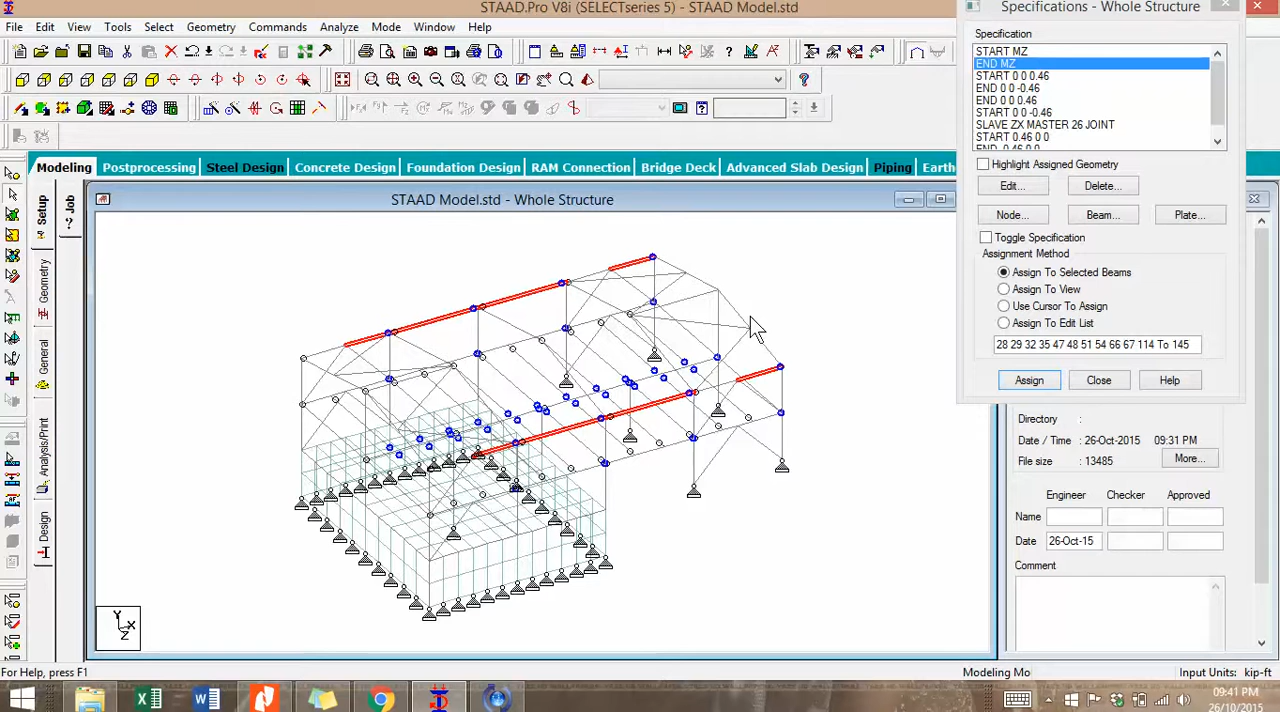 STAAD.Pro V8i (SELECTseries 5) - STAAD Model.std
File Edit View Tools Select Geometry Commands Analyze Mode Window Help
Modeling Postprocessing Steel Design Concrete Design Foundation Design RAM Connection Bridge Deck Advanced Slab Design Piping Earth
STAAD Model.std - Whole Structure
Job
Setup
Geometry
General
Analysis/Print
Design
Y
X
Z
Specifications - Whole Structure
Specification
START MZ
END MZ
START 0 0 0.46
END 0 0 -0.46
END 0 0 0.46
START 0 0 -0.46
SLAVE ZX MASTER 26 JOINT
START 0.46 0 0
END 0.46 0 0
Highlight Assigned Geometry
Edit... Delete...
Node... Beam... Plate...
Toggle Specification
Assignment Method
Assign To Selected Beams
Assign To View
Use Cursor To Assign
Assign To Edit List
28 29 32 35 47 48 51 54 66 67 114 To 145
Assign Close Help
Directory :
Date / Time : 26-Oct-2015 09:31 PM
File size : 13485 More...
Engineer Checker Approved
Name
Date 26-Oct-15
Comment
For Help, press F1
Modeling Mo
Input Units: kip-ft
09:41 PM
26/10/2015